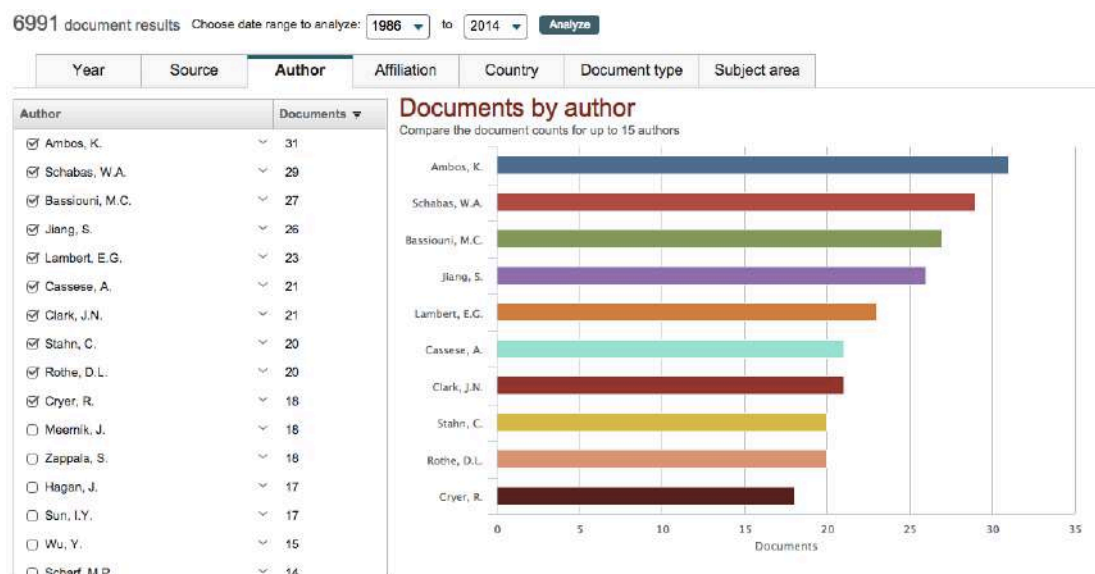 6991 document results Choose date range to analyze: 1986 to 2014 Analyze
Year Source Author Affiliation Country Document type Subject area
Author Documents
Ambos, K. 31
Schabas, W.A. 29
Bassiouni, M.C. 27
Jiang, S. 26
Lambert, E.G. 23
Cassese, A. 21
Clark, J.N. 21
Stahn, C. 20
Rothe, D.L. 20
Cryer, R. 18
Meernik, J. 18
Zappala, S. 18
Hagan, J. 17
Sun, I.Y. 17
Wu, Y. 15
Scharf, M.P. 14
Documents by author
Compare the document counts for up to 15 authors
Ambos, K.
Schabas, W.A.
Bassiouni, M.C.
Jiang, S.
Lambert, E.G.
Cassese, A.
Clark, J.N.
Stahn, C.
Rothe, D.L.
Cryer, R.
0 5 10 15 20 25 30 35
Documents